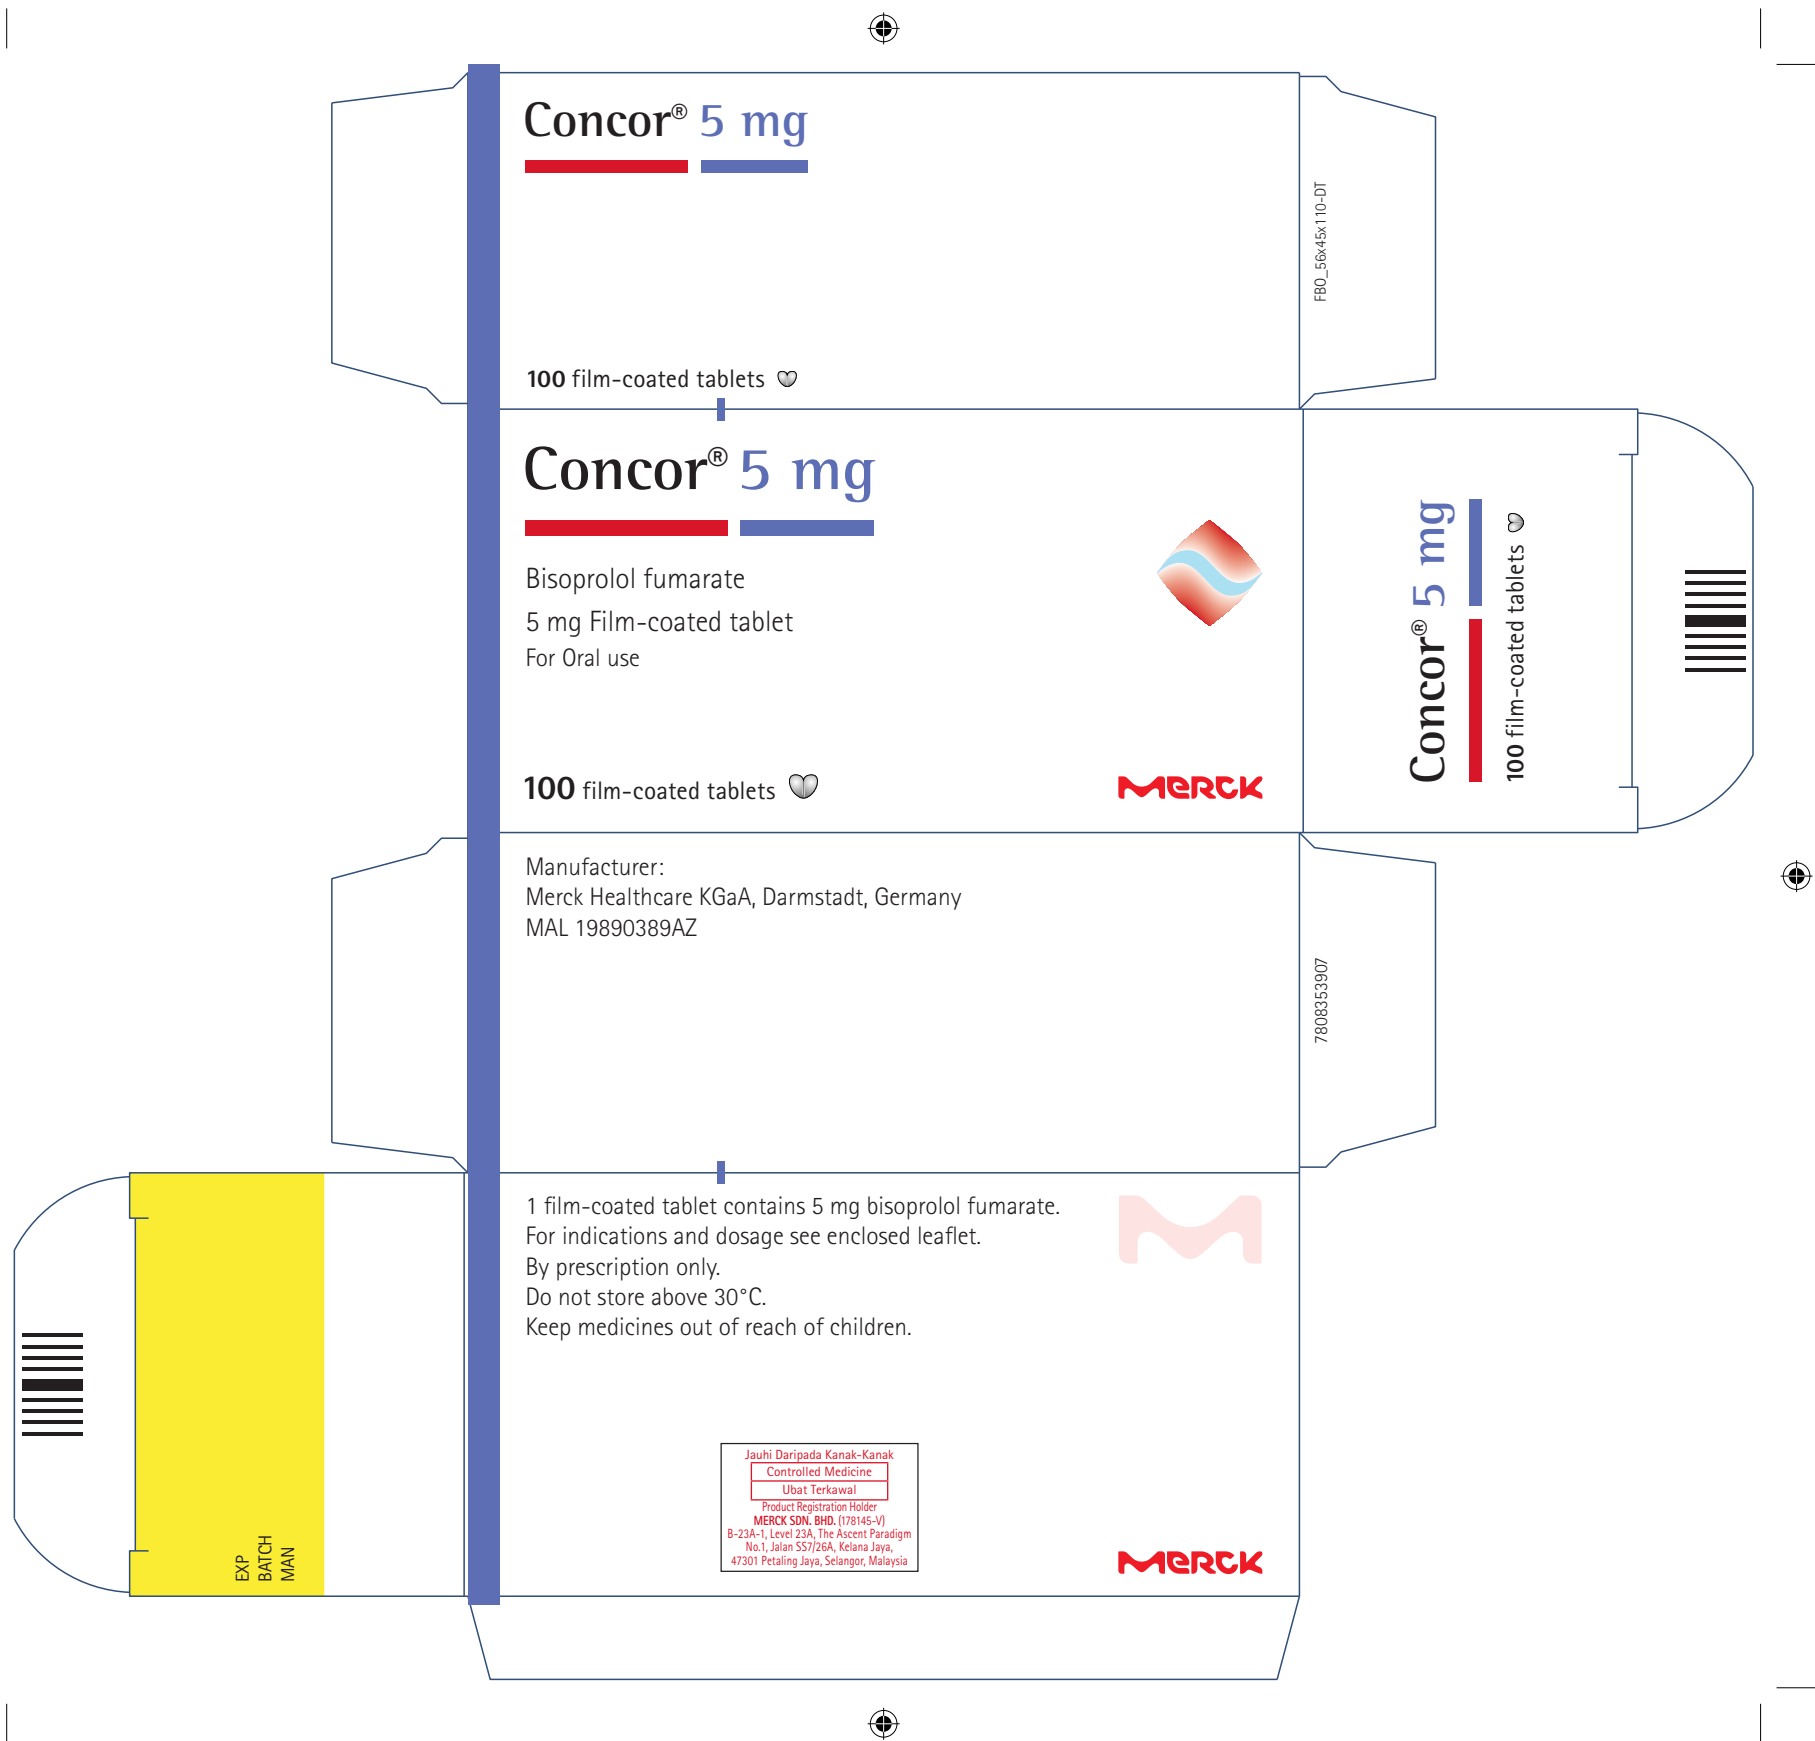 Concor® 5 mg
100 film-coated tablets
FBO_56x45x110-DT
Concor® 5 mg
Bisoprolol fumarate
5 mg Film-coated tablet
For Oral use
100 film-coated tablets
MERCK
Concor® 5 mg
100 film-coated tablets
Manufacturer:
Merck Healthcare KGaA, Darmstadt, Germany
MAL 19890389AZ
7808353907
1 film-coated tablet contains 5 mg bisoprolol fumarate.
For indications and dosage see enclosed leaflet.
By prescription only.
Do not store above 30°C.
Keep medicines out of reach of children.
Jauhi Daripada Kanak-Kanak
Controlled Medicine
Ubat Terkawal
Product Registration Holder
MERCK SDN. BHD. (178145-V)
B-23A-1, Level 23A, The Ascent Paradigm
No.1, Jalan SS7/26A, Kelana Jaya,
47301 Petaling Jaya, Selangor, Malaysia
MERCK
EXP
BATCH
MAN